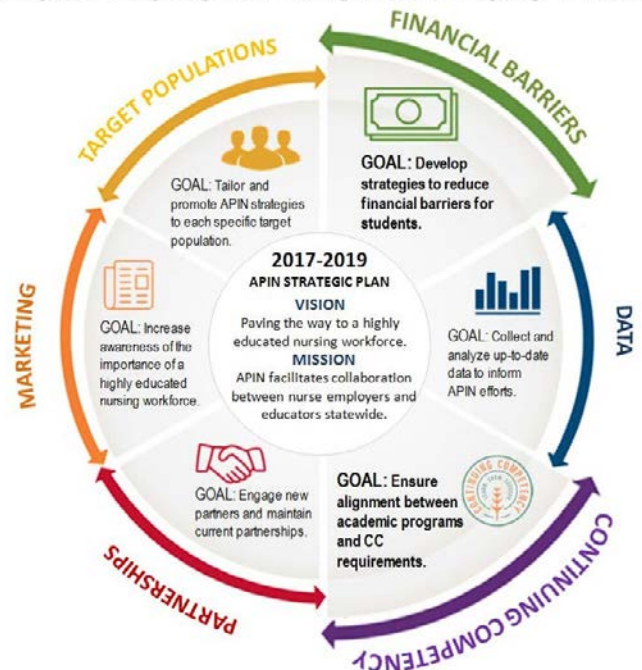 FINANCIAL BARRIERS
GOAL: Develop
strategies to reduce
financial barriers for
students.
DATA
GOAL: Collect and
analyze up-to-date
data to inform
APIN efforts.
CONTINUING COMPETENCY
CONTINUING COMPETENCY
GOAL: Ensure
alignment between
academic programs
and CC
requirements.
PARTNERSHIPS
GOAL: Engage new
partners and maintain
current partnerships.
MARKETING
GOAL: Increase
awareness of the
importance of a
highly educated
nursing workforce.
TARGET POPULATIONS
GOAL: Tailor and
promote APIN strategies
to each specific target
population.
2017-2019
APIN STRATEGIC PLAN
VISION
Paving the way to a highly
educated nursing workforce.
MISSION
APIN facilitates collaboration
between nurse employers and
educators statewide.